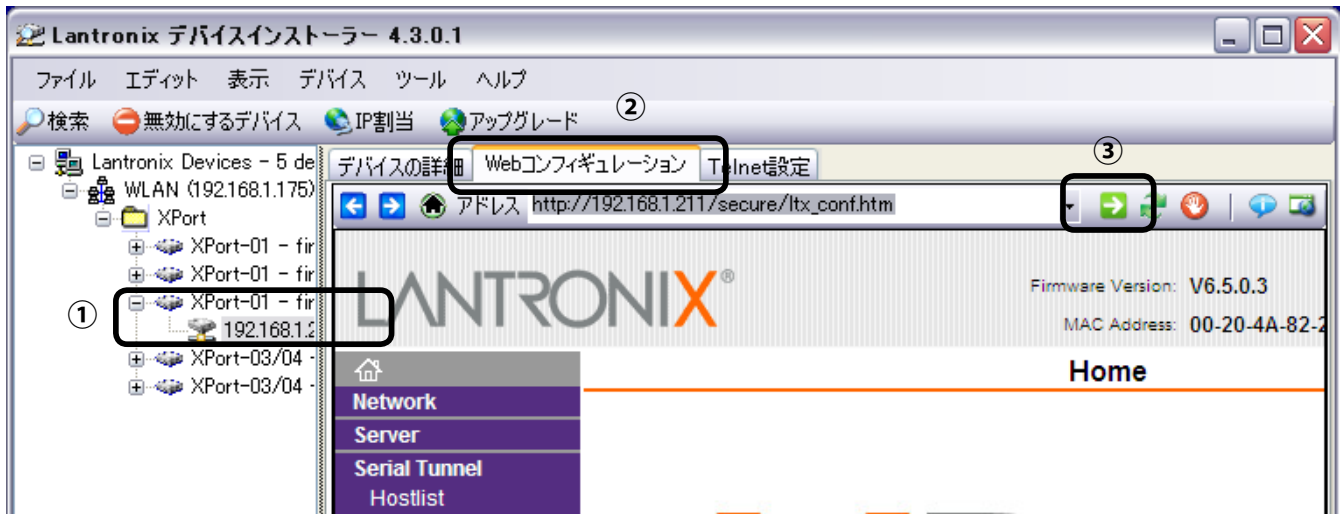 Lantronix デバイスインストーラー 4.3.0.1
ファイル エディット 表示 デバイス ツール ヘルプ
②
検索 無効にするデバイス IP割当 アップグレード
Lantronix Devices - 5 de
デバイスの詳細 Webコンフィギュレーション Telnet設定
③
WLAN (192.168.1.175)
アドレス http://192.168.1.211/secure/ltx_conf.htm
XPort
XPort-01 - fir
XPort-01 - fir
XPort-01 - fir
①
192.168.1.2
XPort-03/04 -
XPort-03/04 -
LANTRONIX®
Firmware Version: V6.5.0.3
MAC Address: 00-20-4A-82-2
Home
Network
Server
Serial Tunnel
Hostlist